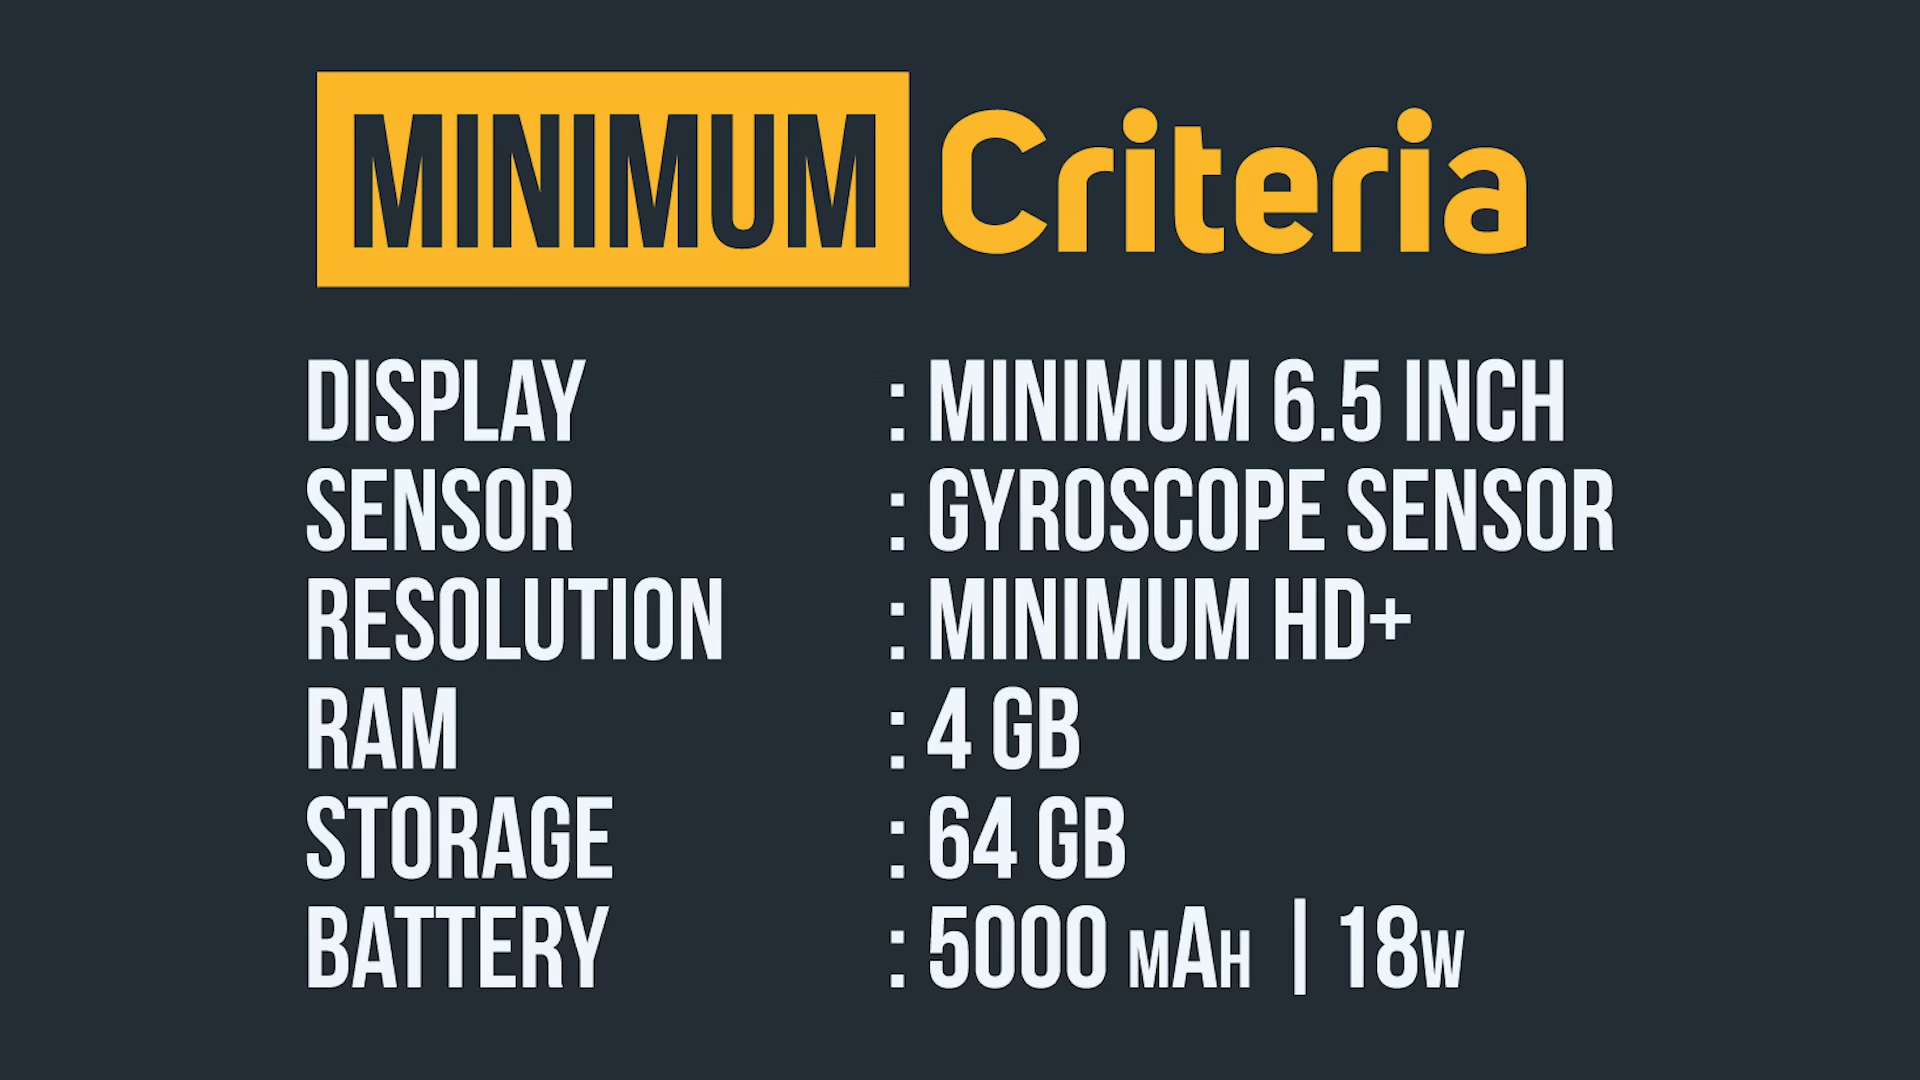 MINIMUM Criteria
DISPLAY : MINIMUM 6.5 INCH
SENSOR : GYROSCOPE SENSOR
RESOLUTION : MINIMUM HD+
RAM : 4 GB
STORAGE : 64 GB
BATTERY : 5000 MAH | 18W